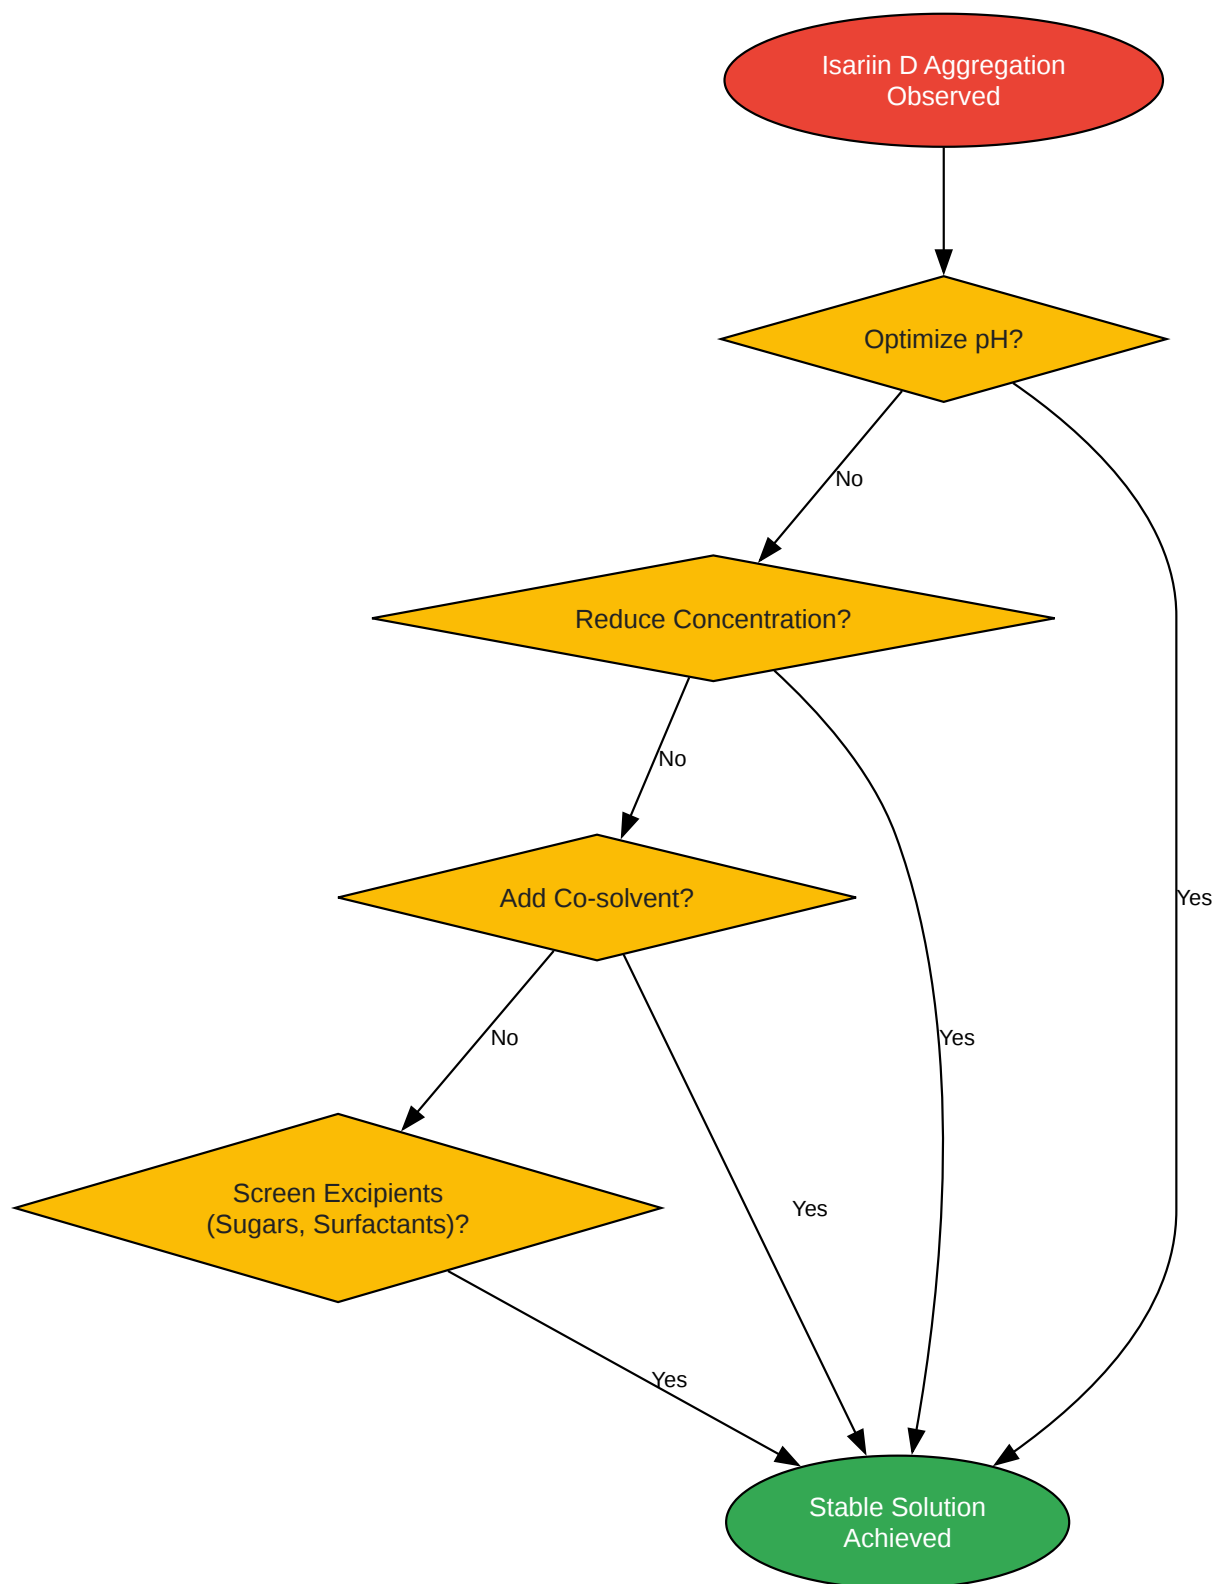 Isariin D Aggregation
Observed
Optimize pH?
No
Reduce Concentration?
No
Add Co-solvent?
Yes
No
Yes
Screen Excipients
(Sugars, Surfactants)?
Yes
Yes
Stable Solution
Achieved